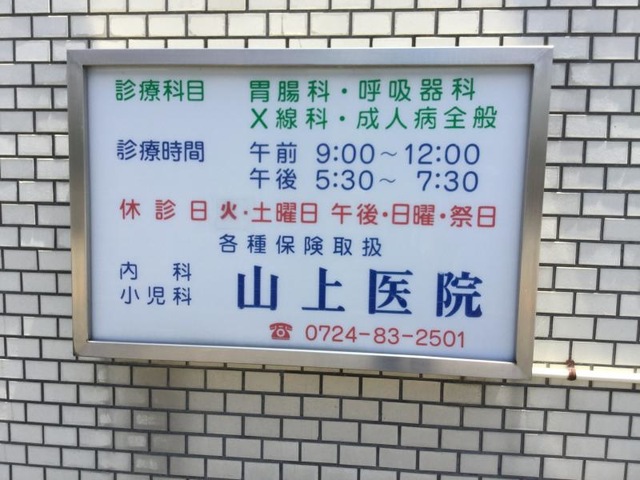 診療科目 胃腸科・呼吸器科
X線科・成人病全般
診療時間 午前 9:00～12:00
午後 5:30～ 7:30
休診日 火・土曜日 午後・日曜・祭日
各種保険取扱
内科
小児科
山上医院
☎ 0724-83-2501